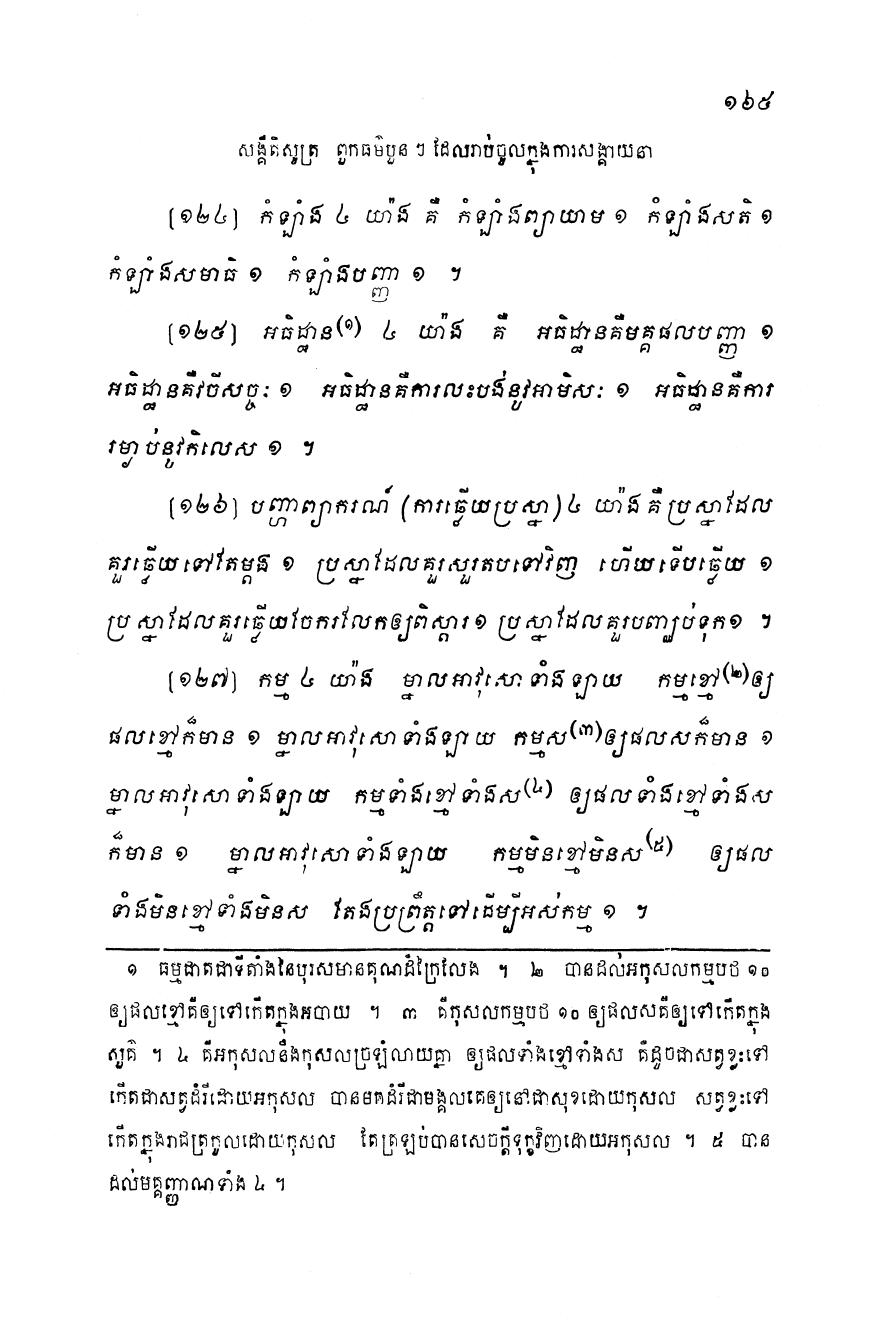 ១៦៥
សង្គីតិសូត្រ ពួកធម៌បួន ៗ ដែលរាប់ចូលក្នុងការសង្គាយនា
[១២៤] កំឡាំង ៤ យ៉ាង គឺ កំឡាំងព្យាយាម ១ កំឡាំងសតិ ១
កំឡាំងសមាធិ ១ កំឡាំងបញ្ញា ១ ។
[១២៥] អធិដ្ឋាន(១) ៤ យ៉ាង គឺ អធិដ្ឋានគឺមគ្គផលបញ្ញា ១
អធិដ្ឋានគឺវចីសច្ចៈ ១ អធិដ្ឋានគឺការលះបង់នូវអាមិសៈ ១ អធិដ្ឋានគឺការ
រម្ងាប់នូវកិលេស ១ ។
[១២៦] បញ្ហាព្យាករណ៍ (ការឆ្លើយប្រស្នា) ៤ យ៉ាង គឺ ប្រស្នាដែល
គួរឆ្លើយទៅតែម្តង ១ ប្រស្នាដែលគួរសួរតបទៅវិញ ហើយទើបឆ្លើយ ១
ប្រស្នាដែលគួរឆ្លើយចែករលែកឲ្យពិស្តារ ១ ប្រស្នាដែលគួរបញ្ឈប់ទុក ១ ។
[១២៧] កម្ម ៤ យ៉ាង ម្នាលអាវុសោទាំងឡាយ កម្មខ្មៅ(២)ឲ្យ
ផលខ្មៅក៏មាន ១ ម្នាលអាវុសោទាំងឡាយ កម្មស(៣)ឲ្យផលសក៏មាន ១
ម្នាលអាវុសោទាំងឡាយ កម្មទាំងខ្មៅទាំងស(៤) ឲ្យផលទាំងខ្មៅទាំងស
ក៏មាន ១ ម្នាលអាវុសោទាំងឡាយ កម្មមិនខ្មៅមិនស(៥) ឲ្យផល
ទាំងមិនខ្មៅទាំងមិនស តែងប្រព្រឹត្តទៅដើម្បីអស់កម្ម ១ ។
១ ធម្មជាតជាទីតាំងនៃបុរសមានគុណដ៏ក្រៃលែង ។ ២ បានដល់អកុសលកម្មបថ ១០
ឲ្យផលខ្មៅគឺឲ្យទៅកើតក្នុងអបាយ ។ ៣ គឺកុសលកម្មបថ ១០ ឲ្យផលសគឺឲ្យទៅកើតក្នុង
សួគ៌ ។ ៤ គឺអកុសលនឹងកុសលច្រឡំលាយគ្នា ឲ្យផលទាំងខ្មៅទាំងស គឺដូចជាសត្វខ្លះទៅ
កើតជាសត្វដំរីដោយអកុសល បានមកដំរីជាមង្គលគេឲ្យនៅជាសុខដោយកុសល សត្វខ្លះទៅ
កើតក្នុងរាជត្រកូលដោយកុសល តែត្រឡប់បានសេចក្តីទុក្ខវិញដោយអកុសល ។ ៥ បាន
ដល់មគ្គញ្ញាណទាំង ៤ ។